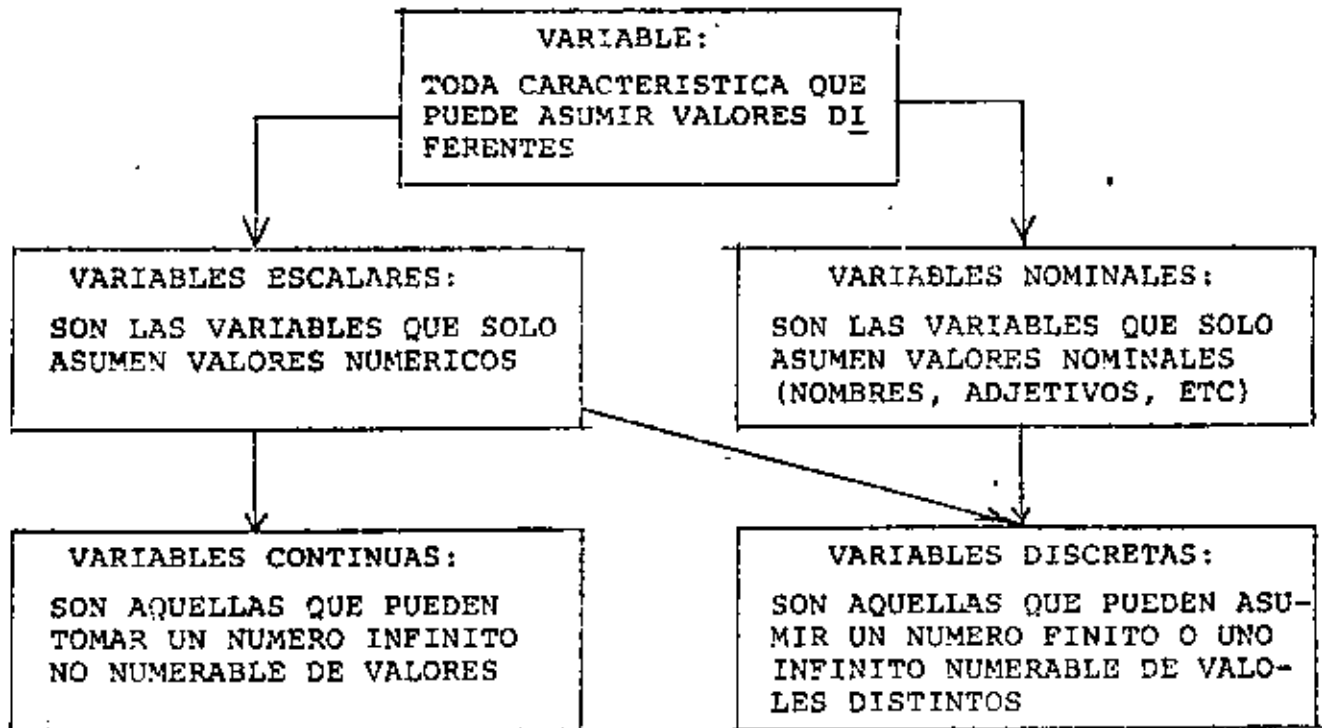 VARIABLE:
TODA CARACTERISTICA QUE
PUEDE ASUMIR VALORES DI
FERENTES
VARIABLES ESCALARES:
SON LAS VARIABLES QUE SOLO
ASUMEN VALORES NUMERICOS
VARIABLES NOMINALES:
SON LAS VARIABLES QUE SOLO
ASUMEN VALORES NOMINALES
(NOMBRES, ADJETIVOS, ETC)
VARIABLES CONTINUAS:
SON AQUELLAS QUE PUEDEN
TOMAR UN NUMERO INFINITO
NO NUMERABLE DE VALORES
VARIABLES DISCRETAS:
SON AQUELLAS QUE PUEDEN ASU-
MIR UN NUMERO FINITO O UNO
INFINITO NUMERABLE DE VALO-
LES DISTINTOS